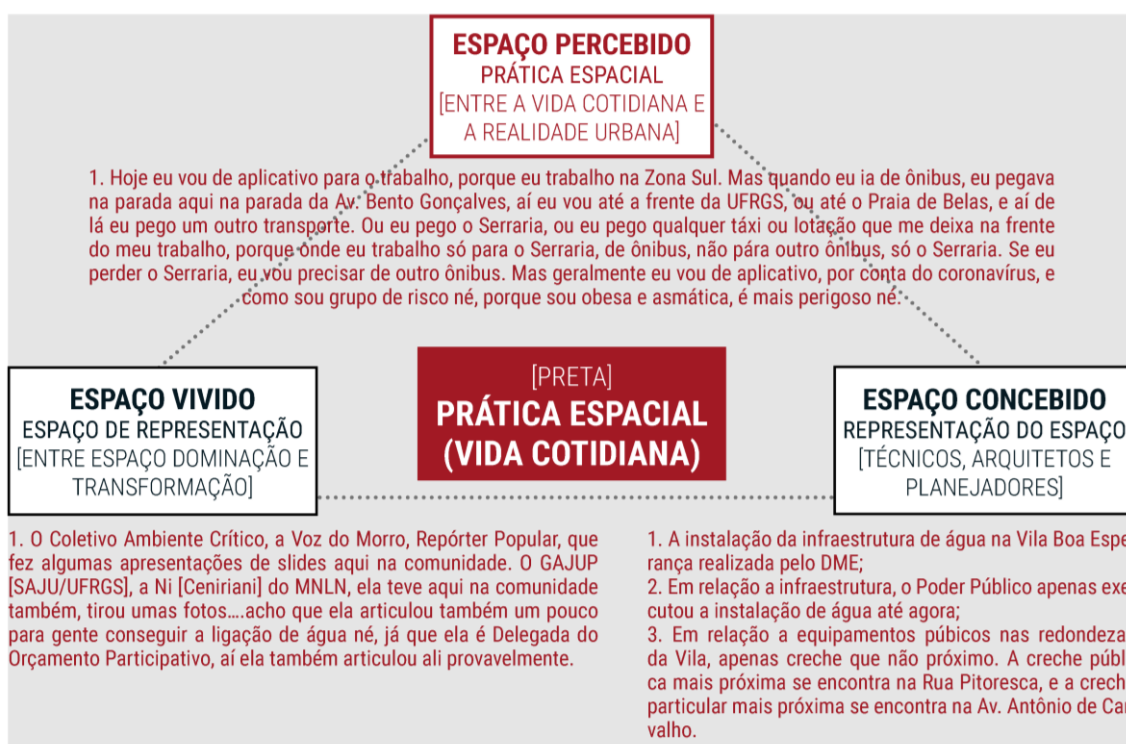 ESPAÇO PERCEBIDO
PRÁTICA ESPACIAL
[ENTRE A VIDA COTIDIANA E
A REALIDADE URBANA]
1. Hoje eu vou de aplicativo para o trabalho, porque eu trabalho na Zona Sul. Mas quando eu ia de ônibus, eu pegava
na parada aqui na parada da Av. Bento Gonçalves, aí eu vou até a frente da UFRGS, ou até o Praia de Belas, e aí de
lá eu pego um outro transporte. Ou eu pego o Serraria, ou eu pego qualquer táxi ou lotação que me deixa na frente
do meu trabalho, porque onde eu trabalho só para o Serraria, de ônibus, não pára outro ônibus, só o Serraria. Se eu
perder o Serraria, eu vou precisar de outro ônibus. Mas geralmente eu vou de aplicativo, por conta do coronavírus, e
como sou grupo de risco né, porque sou obesa e asmática, é mais perigoso né.
ESPAÇO VIVIDO
ESPAÇO DE REPRESENTAÇÃO
[ENTRE ESPAÇO DOMINAÇÃO E
TRANSFORMAÇÃO]
[PRETA]
PRÁTICA ESPACIAL
(VIDA COTIDIANA)
ESPAÇO CONCEBIDO
REPRESENTAÇÃO DO ESPAÇO
[TÉCNICOS, ARQUITETOS E
PLANEJADORES]
1. O Coletivo Ambiente Crítico, a Voz do Morro, Repórter Popular, que
fez algumas apresentações de slides aqui na comunidade. O GAJUP
[SAJU/UFRGS], a Ni [Ceniriani] do MNLN, ela teve aqui na comunidade
também, tirou umas fotos....acho que ela articulou também um pouco
para gente conseguir a ligação de água né, já que ela é Delegada do
Orçamento Participativo, aí ela também articulou ali provavelmente.
1. A instalação da infraestrutura de água na Vila Boa Espe
rança realizada pelo DME;
2. Em relação a infraestrutura, o Poder Público apenas exe
cutou a instalação de água até agora;
3. Em relação a equipamentos púbicos nas redondeza
da Vila, apenas creche que não próximo. A creche públi
ca mais próxima se encontra na Rua Pitoresca, e a crech
particular mais próxima se encontra na Av. Antônio de Car
valho.